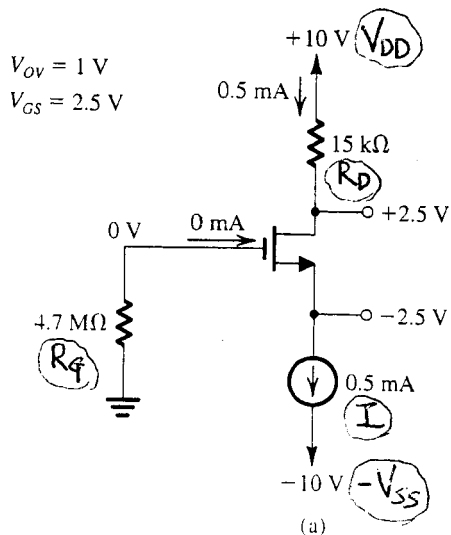 +10 V V_DD
V_OV = 1 V
V_GS = 2.5 V
0.5 mA
15 kΩ
R_D
+2.5 V
0 V
0 mA
4.7 MΩ
R_G
−2.5 V
0.5 mA
I
−10 V -V_SS
(a)